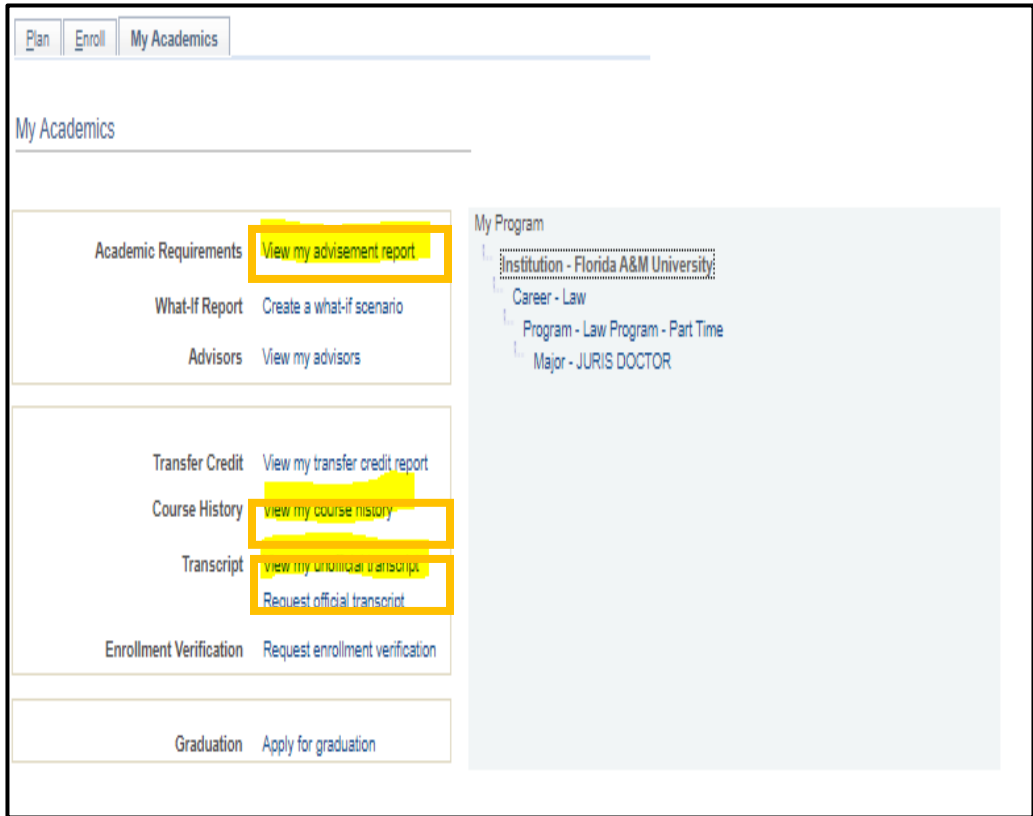 Plan Enroll My Academics
My Academics
Academic Requirements View my advisement report
What-If Report Create a what-if scenario
Advisors View my advisors
Transfer Credit View my transfer credit report
Course History View my course history
Transcript View my unofficial transcript
Request official transcript
Enrollment Verification Request enrollment verification
Graduation Apply for graduation
My Program
Institution - Florida A&M University
Career - Law
Program - Law Program - Part Time
Major - JURIS DOCTOR